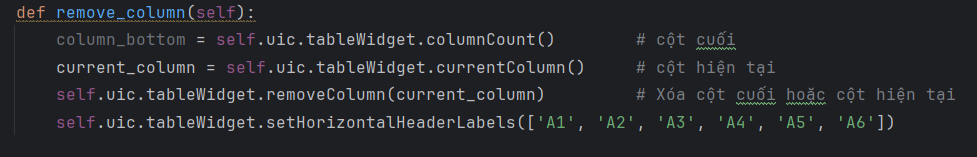 def remove_column(self):
    column_bottom = self.uic.tableWidget.columnCount()        # cột cuối
    current_column = self.uic.tableWidget.currentColumn()     # cột hiện tại
    self.uic.tableWidget.removeColumn(current_column)         # Xóa cột cuối hoặc cột hiện tại
    self.uic.tableWidget.setHorizontalHeaderLabels(['A1', 'A2', 'A3', 'A4', 'A5', 'A6'])